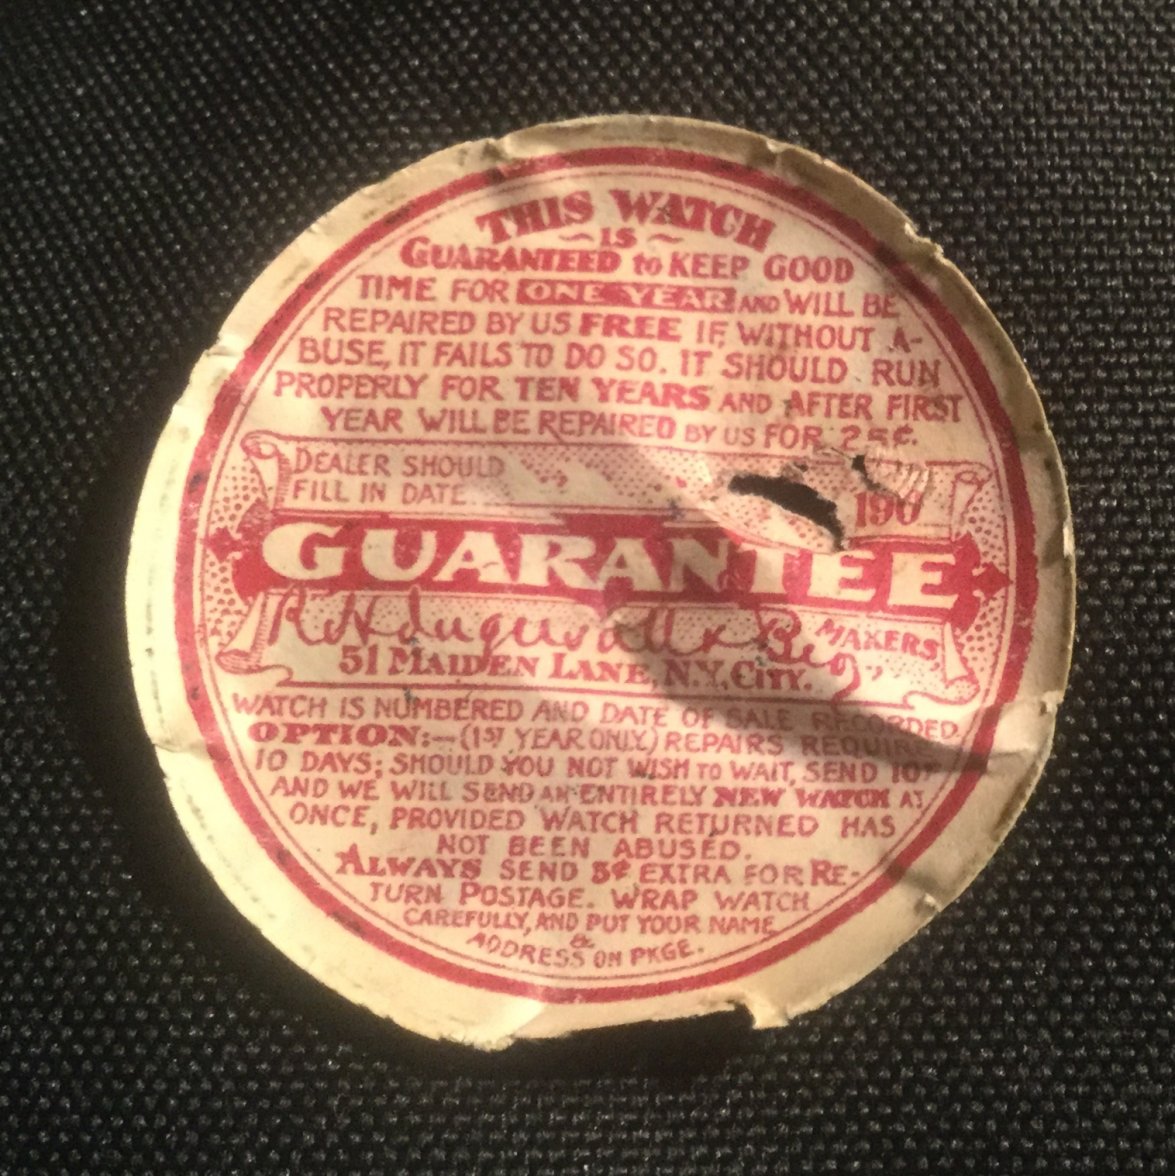 THIS WATCH
~ IS ~
GUARANTEED to KEEP GOOD
TIME FOR ONE YEAR AND WILL BE
REPAIRED BY US FREE IF, WITHOUT A-
BUSE, IT FAILS TO DO SO. IT SHOULD RUN
PROPERLY FOR TEN YEARS AND AFTER FIRST
YEAR WILL BE REPAIRED BY US FOR 25¢.
DEALER SHOULD
FILL IN DATE 190
GUARANTEE
R H Ingersoll & Bro MAKERS,
51 MAIDEN LANE, N.Y. CITY.
WATCH IS NUMBERED AND DATE OF SALE RECORDED.
OPTION:-(1ST YEAR ONLY) REPAIRS REQUIRE
10 DAYS; SHOULD YOU NOT WISH TO WAIT, SEND 10¢
AND WE WILL SEND AN ENTIRELY NEW WATCH AT
ONCE, PROVIDED WATCH RETURNED HAS
NOT BEEN ABUSED.
ALWAYS SEND 5¢ EXTRA FOR RE-
TURN POSTAGE. WRAP WATCH
CAREFULLY, AND PUT YOUR NAME
&
ADDRESS ON PKGE.